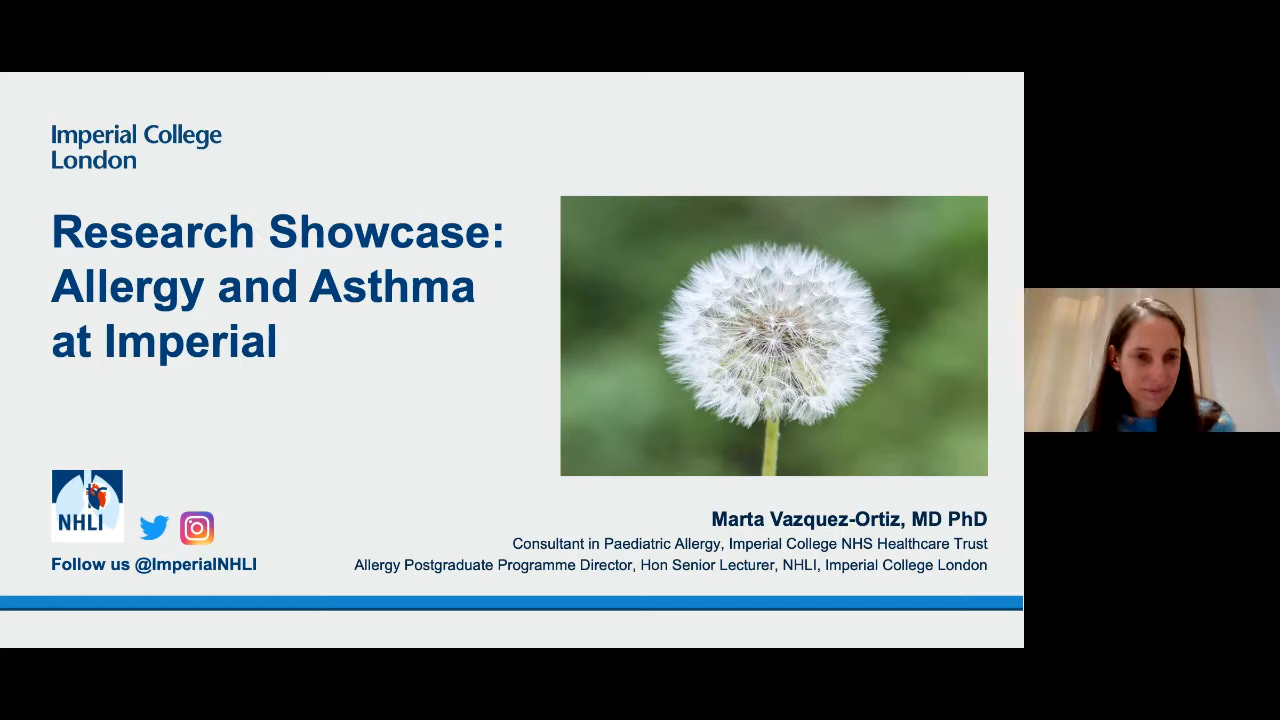 Imperial College
London
Research Showcase:
Allergy and Asthma
at Imperial
NHLI
Follow us @ImperialNHLI
Marta Vazquez-Ortiz, MD PhD
Consultant in Paediatric Allergy, Imperial College NHS Healthcare Trust
Allergy Postgraduate Programme Director, Hon Senior Lecturer, NHLI, Imperial College London